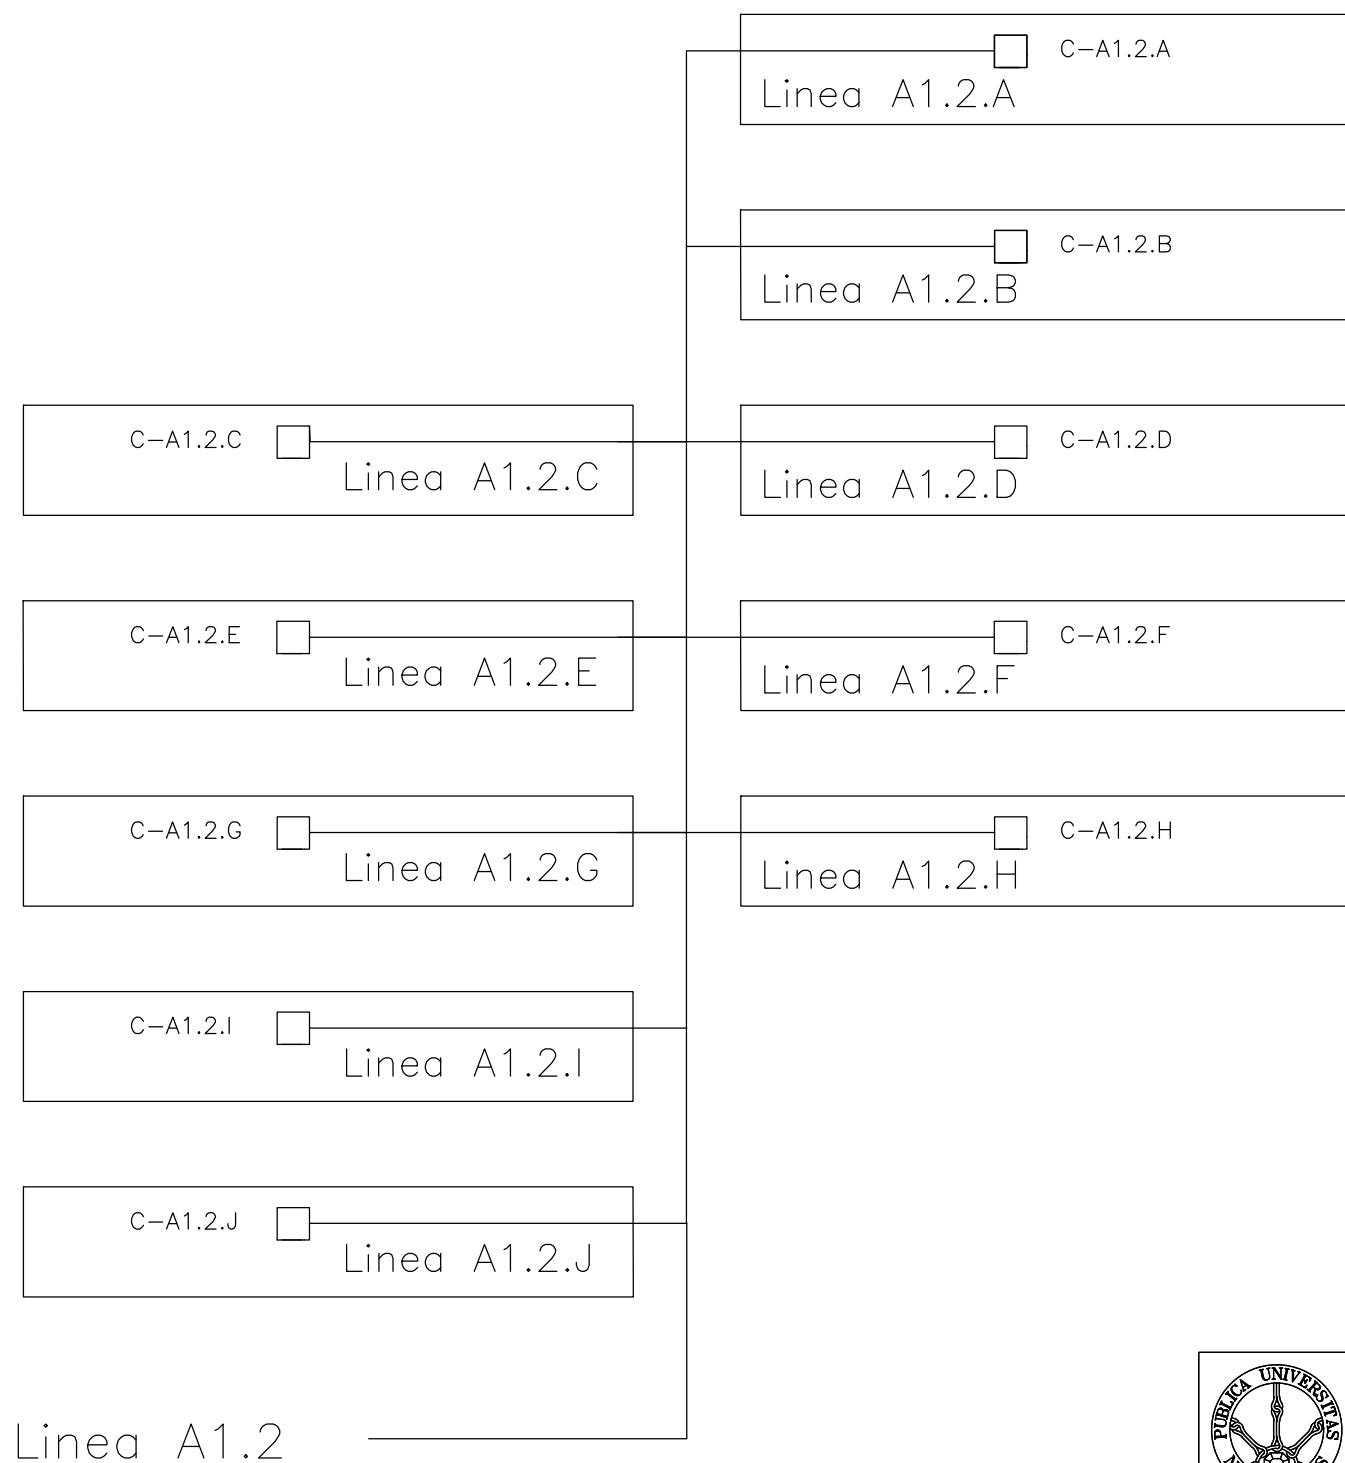 C-A1.2.A
Linea A1.2.A
C-A1.2.B
Linea A1.2.B
C-A1.2.C
Linea A1.2.C
C-A1.2.D
Linea A1.2.D
C-A1.2.E
Linea A1.2.E
C-A1.2.F
Linea A1.2.F
C-A1.2.G
Linea A1.2.G
C-A1.2.H
Linea A1.2.H
C-A1.2.I
Linea A1.2.I
C-A1.2.J
Linea A1.2.J
Linea A1.2
PUBLICA UNIVERSITAS